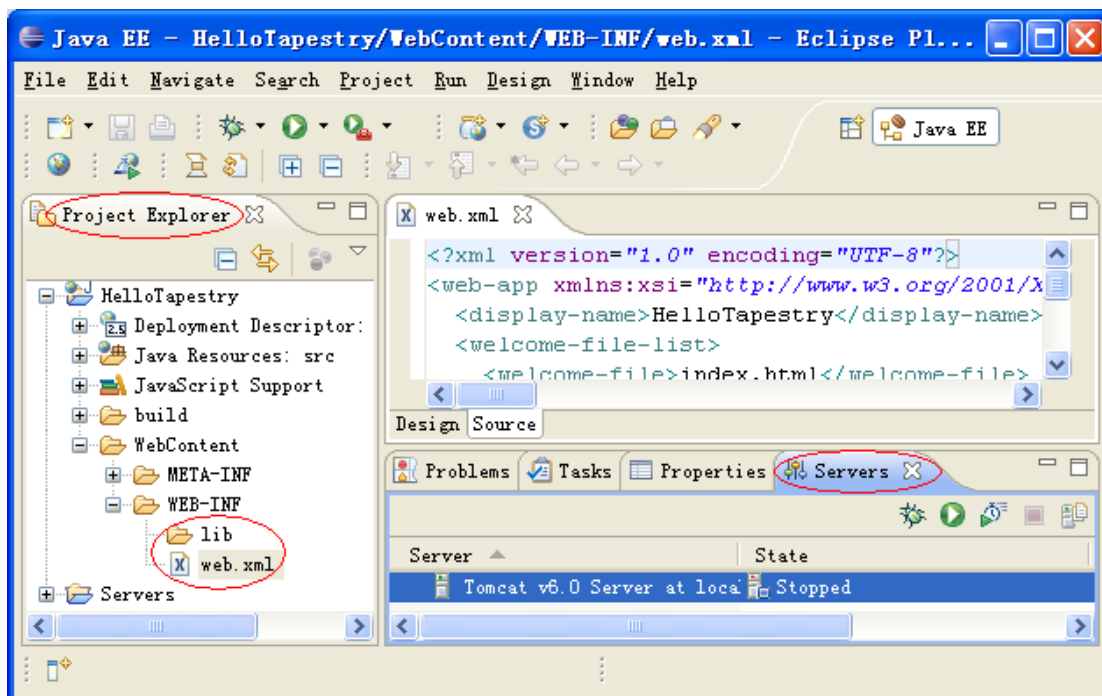 Java EE - HelloTapestry/WebContent/WEB-INF/web.xml - Eclipse Pl...
File Edit Navigate Search Project Run Design Window Help
Java EE
Project Explorer
HelloTapestry
2.5 Deployment Descriptor:
Java Resources: src
JavaScript Support
build
WebContent
META-INF
WEB-INF
lib
X web.xml
Servers
X web.xml
<?xml version="1.0" encoding="UTF-8"?>
<web-app xmlns:xsi="http://www.w3.org/2001/X
<display-name>HelloTapestry</display-name>
<welcome-file-list>
<welcome-file>index.html</welcome-file>
Design Source
Problems Tasks Properties Servers
Server State
Tomcat v6.0 Server at local Stopped